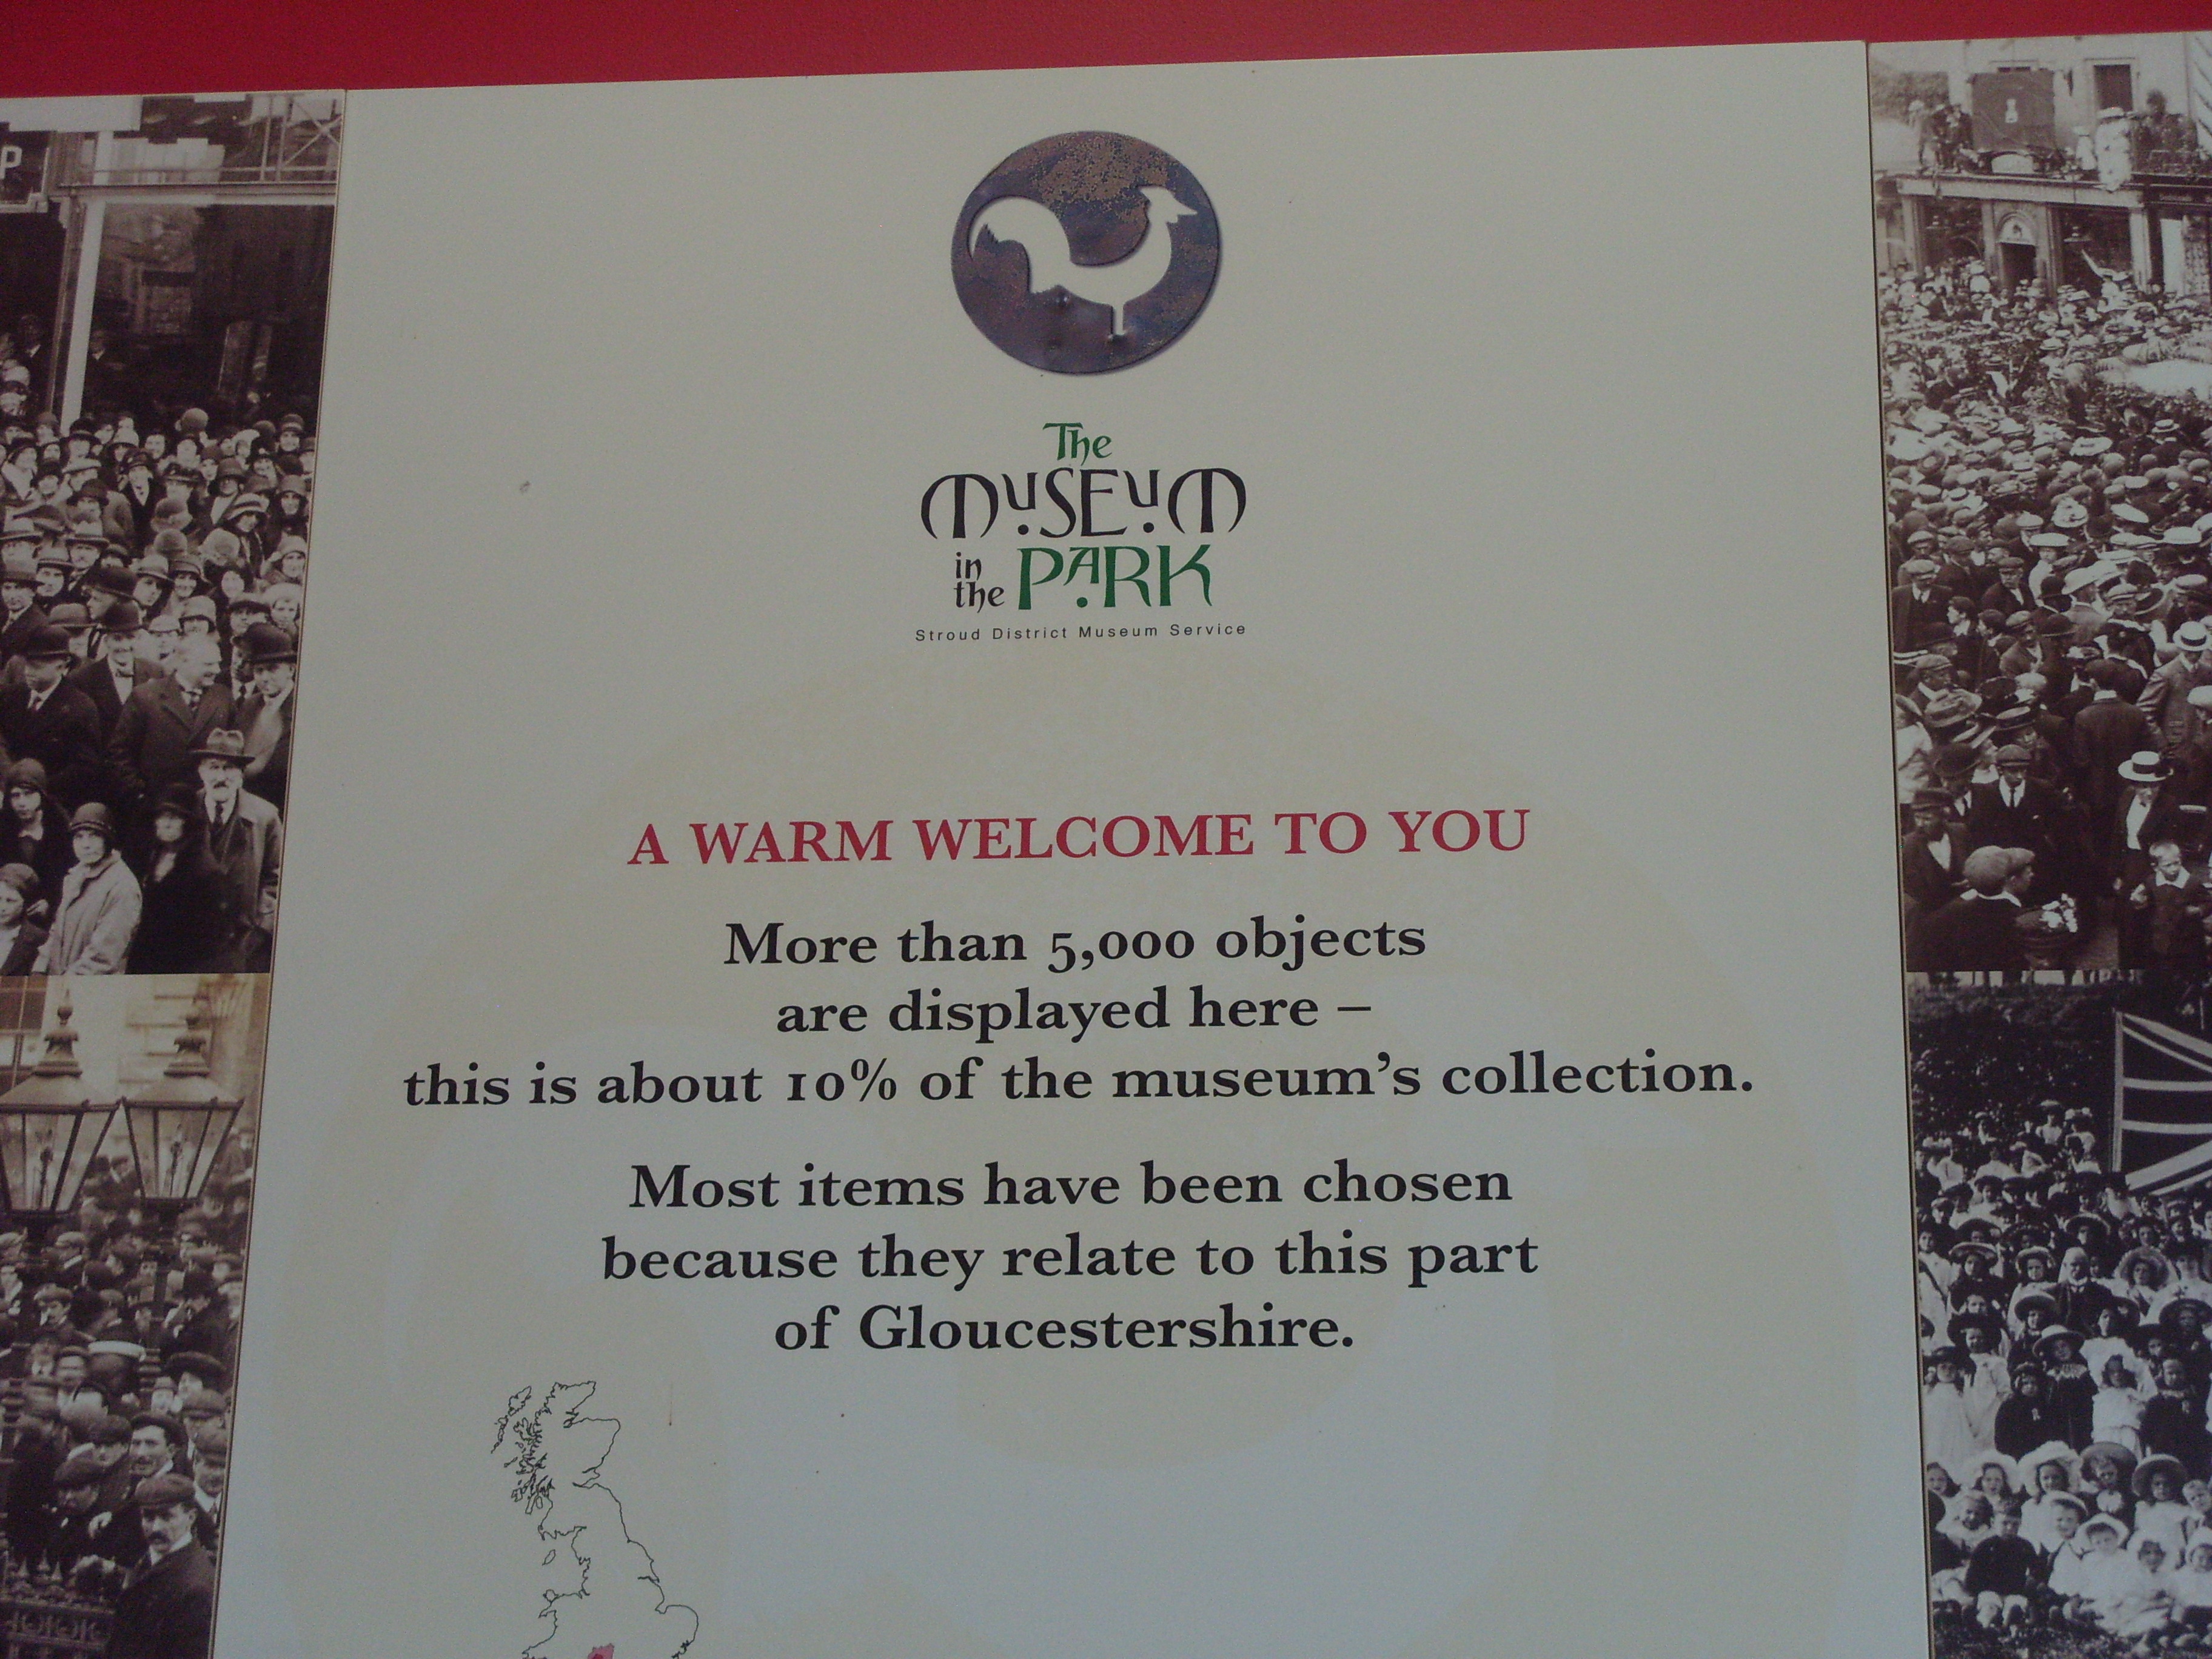 P
The
MUSEUM
in
the PARK
Stroud District Museum Service
A WARM WELCOME TO YOU
More than 5,000 objects
are displayed here –
this is about 10% of the museum's collection.
Most items have been chosen
because they relate to this part
of Gloucestershire.